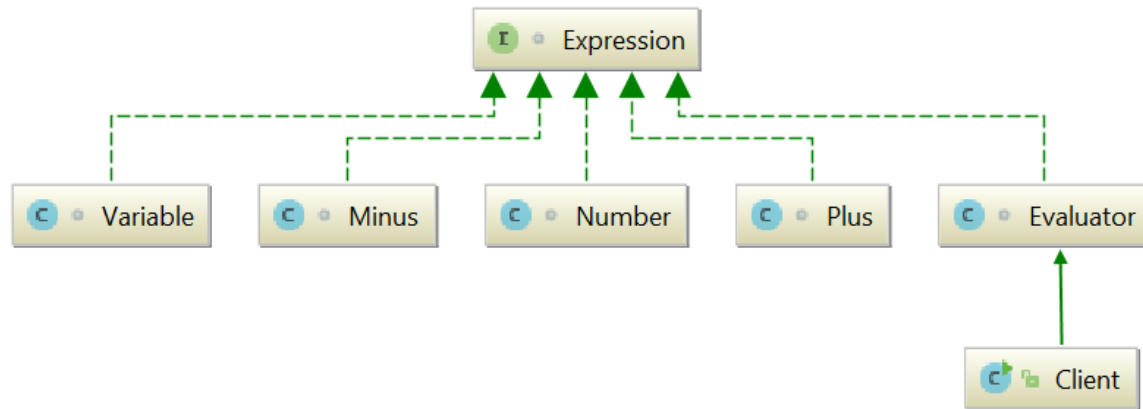 I Expression
C Variable
C Minus
C Number
C Plus
C Evaluator
C Client